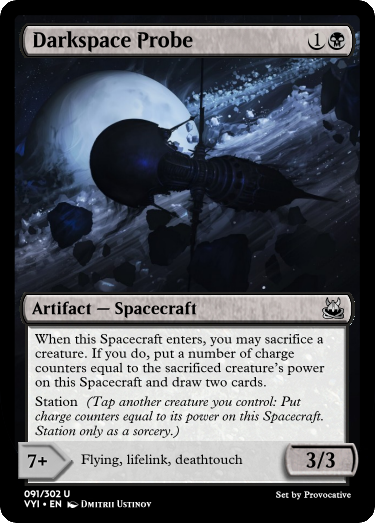 Darkspace Probe 1
Artifact — Spacecraft
When this Spacecraft enters, you may sacrifice a
creature. If you do, put a number of charge
counters equal to the sacrificed creature's power
on this Spacecraft and draw two cards.
Station (Tap another creature you control: Put
charge counters equal to its power on this Spacecraft.
Station only as a sorcery.)
7+ Flying, lifelink, deathtouch 3/3
091/302 U
VYI • EN Dmitrii Ustinov Set by Provocative